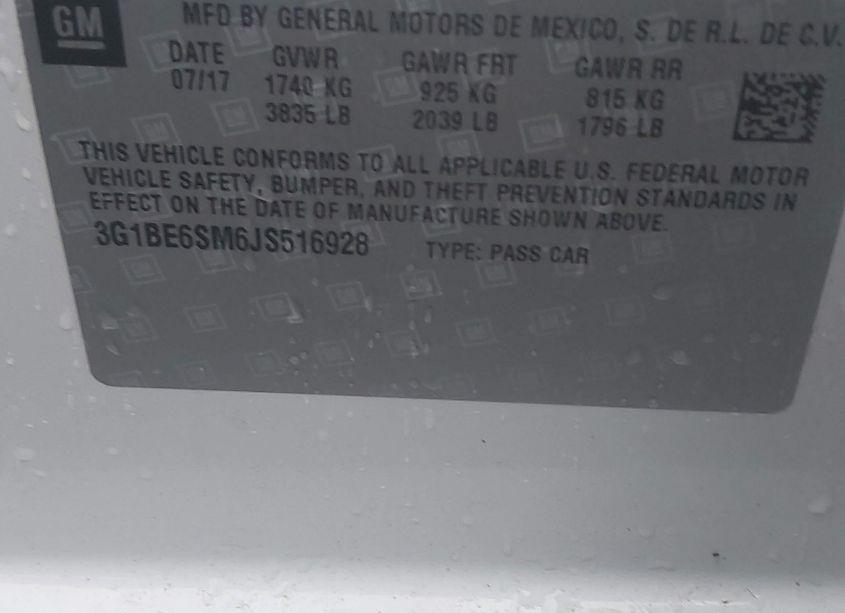 GM
MFD BY GENERAL MOTORS DE MEXICO, S. DE R.L. DE C.V.
DATE GVWR GAWR FRT GAWR RR
07/17 1740 KG 925 KG 815 KG
3835 LB 2039 LB 1796 LB
THIS VEHICLE CONFORMS TO ALL APPLICABLE U.S. FEDERAL MOTOR
VEHICLE SAFETY, BUMPER, AND THEFT PREVENTION STANDARDS IN
EFFECT ON THE DATE OF MANUFACTURE SHOWN ABOVE.
3G1BE6SM6JS516928 TYPE: PASS CAR